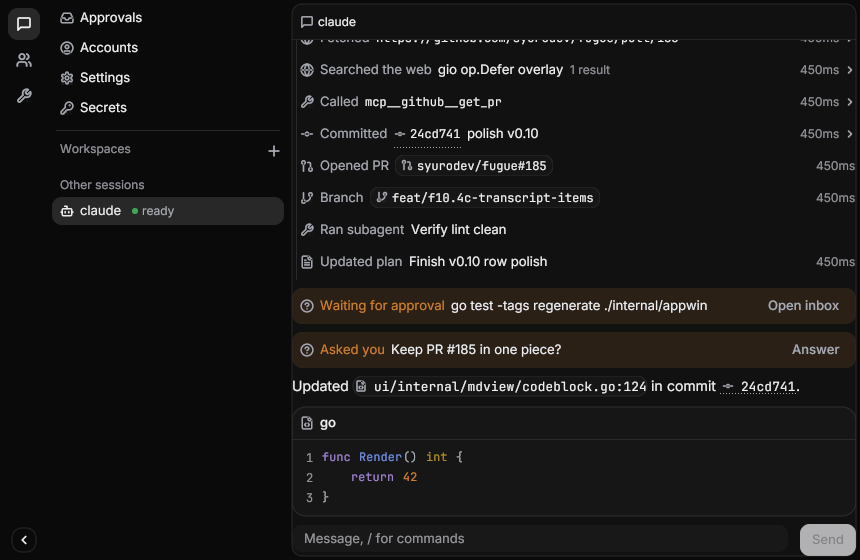 Approvals
Accounts
Settings
Secrets
Workspaces
Other sessions
claude ready
claude
Searched the web gio op.Defer overlay 1 result 450ms
Called mcp__github__get_pr 450ms
Committed 24cd741 polish v0.10 450ms
Opened PR syurodev/fugue#185 450ms
Branch feat/f10.4c-transcript-items 450ms
Ran subagent Verify lint clean
Updated plan Finish v0.10 row polish 450ms
Waiting for approval go test -tags regenerate ./internal/appwin Open inbox
Asked you Keep PR #185 in one piece? Answer
Updated ui/internal/mdview/codeblock.go:124 in commit 24cd741.
go
1 func Render() int {
2     return 42
3 }
Message, / for commands Send